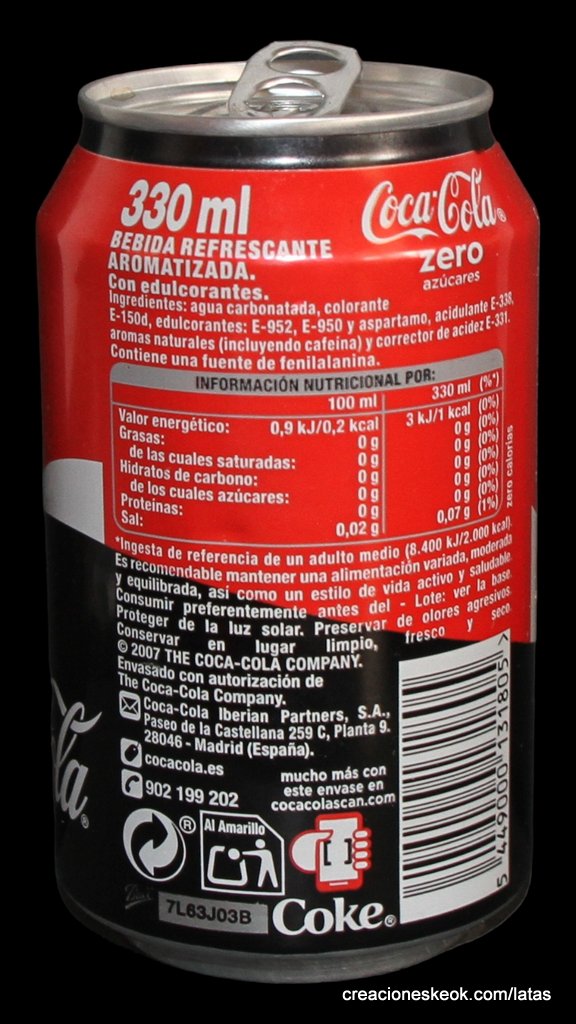 330 ml
Coca-Cola®
zero
azúcares
BEBIDA REFRESCANTE
AROMATIZADA.
Con edulcorantes.
Ingredientes: agua carbonatada, colorante
E-150d, edulcorantes: E-952, E-950 y aspartamo, acidulante E-338,
aromas naturales (incluyendo cafeína) y corrector de acidez E-331.
Contiene una fuente de fenilalanina.
INFORMACIÓN NUTRICIONAL POR:
100 ml 330 ml (%*)
Valor energético: 0,9 kJ/0,2 kcal 3 kJ/1 kcal (0%)
Grasas: 0 g 0 g (0%)
de las cuales saturadas: 0 g 0 g (0%)
Hidratos de carbono: 0 g 0 g (0%)
de los cuales azúcares: 0 g 0 g (0%)
Proteínas: 0 g 0 g (0%)
Sal: 0,02 g 0,07 g (1%)
zero calorías
*Ingesta de referencia de un adulto medio (8.400 kJ/2.000 kcal).
Es recomendable mantener una alimentación variada, moderada
y equilibrada, así como un estilo de vida activo y saludable.
Consumir preferentemente antes del - Lote: ver la base.
Proteger de la luz solar. Preservar de olores agresivos.
Conservar en lugar limpio, fresco y seco.
© 2007 THE COCA-COLA COMPANY.
Envasado con autorización de
The Coca-Cola Company.
Coca-Cola Iberian Partners, S.A.,
Paseo de la Castellana 259 C, Planta 9.
28046 - Madrid (España).
cocacola.es
902 199 202
mucho más con
este envase en
cocacolascan.com
5 449000 131805 >
®
Al Amarillo
7L63J03B
Coke®
la®
creacioneskeok.com/latas